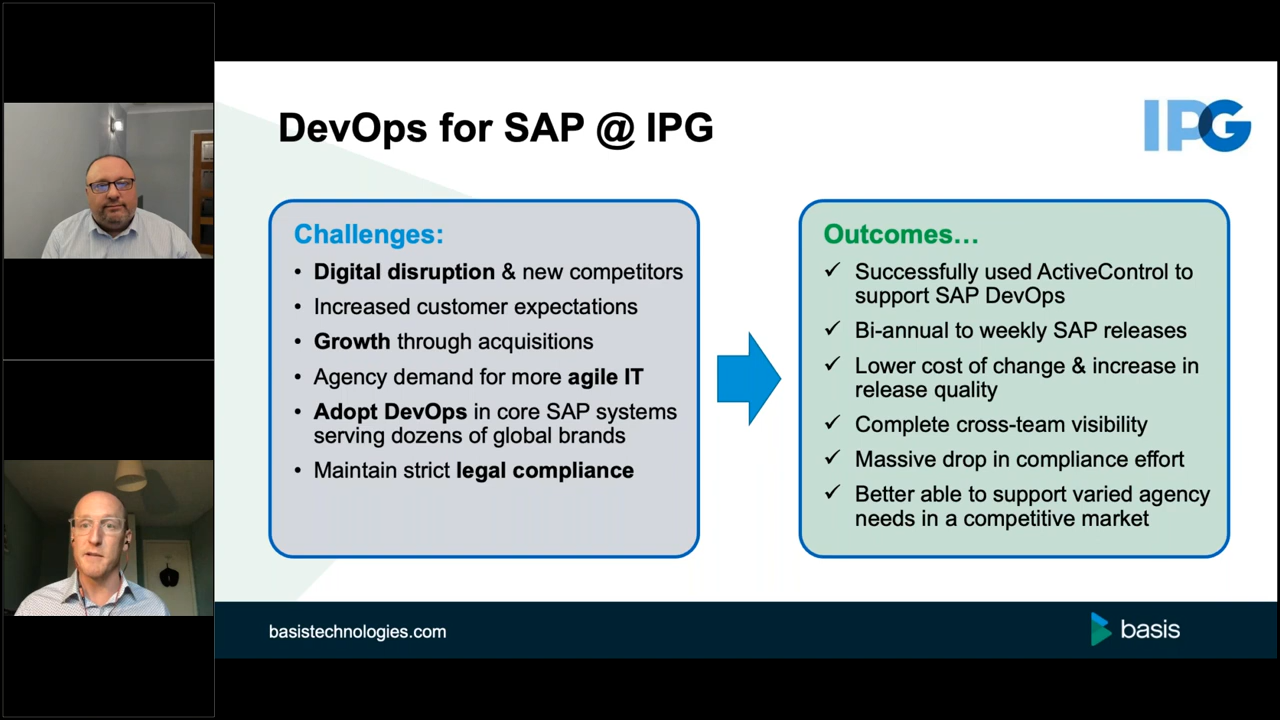 DevOps for SAP @ IPG
IPG
Challenges:
• Digital disruption & new competitors
• Increased customer expectations
• Growth through acquisitions
• Agency demand for more agile IT
• Adopt DevOps in core SAP systems
serving dozens of global brands
• Maintain strict legal compliance
Outcomes…
✓ Successfully used ActiveControl to
support SAP DevOps
✓ Bi-annual to weekly SAP releases
✓ Lower cost of change & increase in
release quality
✓ Complete cross-team visibility
✓ Massive drop in compliance effort
✓ Better able to support varied agency
needs in a competitive market
basistechnologies.com
basis